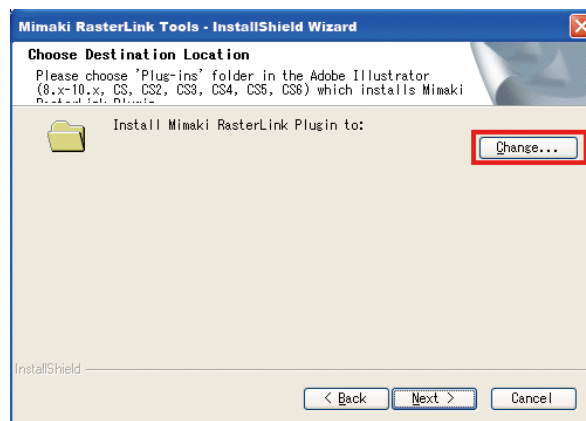 Mimaki RasterLink Tools - InstallShield Wizard
Choose Destination Location
Please choose 'Plug-ins' folder in the Adobe Illustrator
(8.x-10.x, CS, CS2, CS3, CS4, CS5, CS6) which installs Mimaki
Install Mimaki RasterLink Plugin to:
Change...
InstallShield
< Back
Next >
Cancel